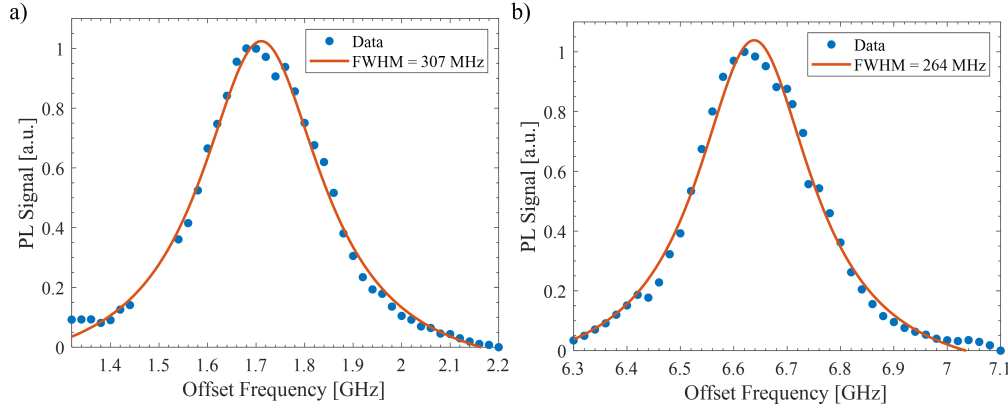 a)
1
0.8
0.6
0.4
0.2
0
PL Signal [a.u.]
Data
FWHM = 307 MHz
1.4 1.5 1.6 1.7 1.8 1.9 2 2.1 2.2
Offset Frequency [GHz]
b)
1
0.8
0.6
0.4
0.2
0
PL Signal [a.u.]
Data
FWHM = 264 MHz
6.3 6.4 6.5 6.6 6.7 6.8 6.9 7 7.1
Offset Frequency [GHz]